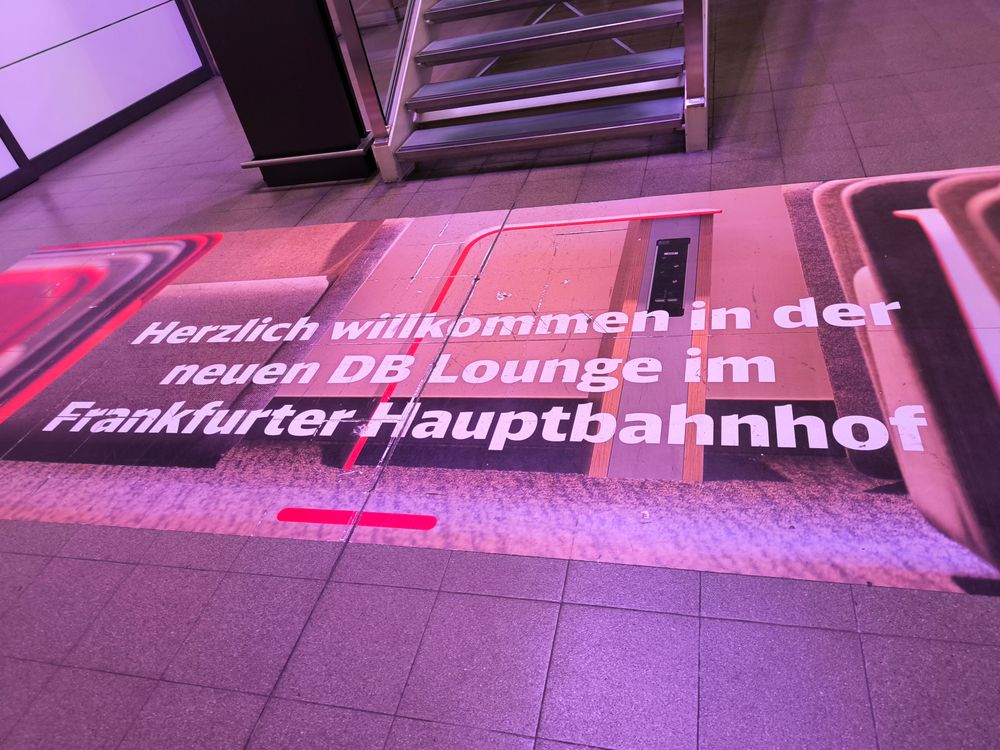 Herzlich willkommen in der
neuen DB Lounge im
Frankfurter Hauptbahnhof